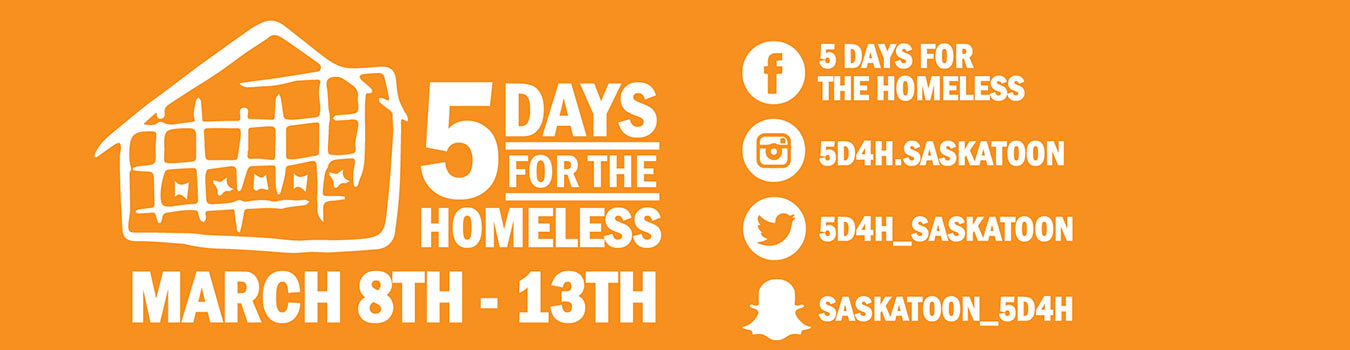 5 DAYS
FOR THE
HOMELESS
MARCH 8TH - 13TH
5 DAYS FOR
THE HOMELESS
5D4H.SASKATOON
5D4H_SASKATOON
SASKATOON_5D4H